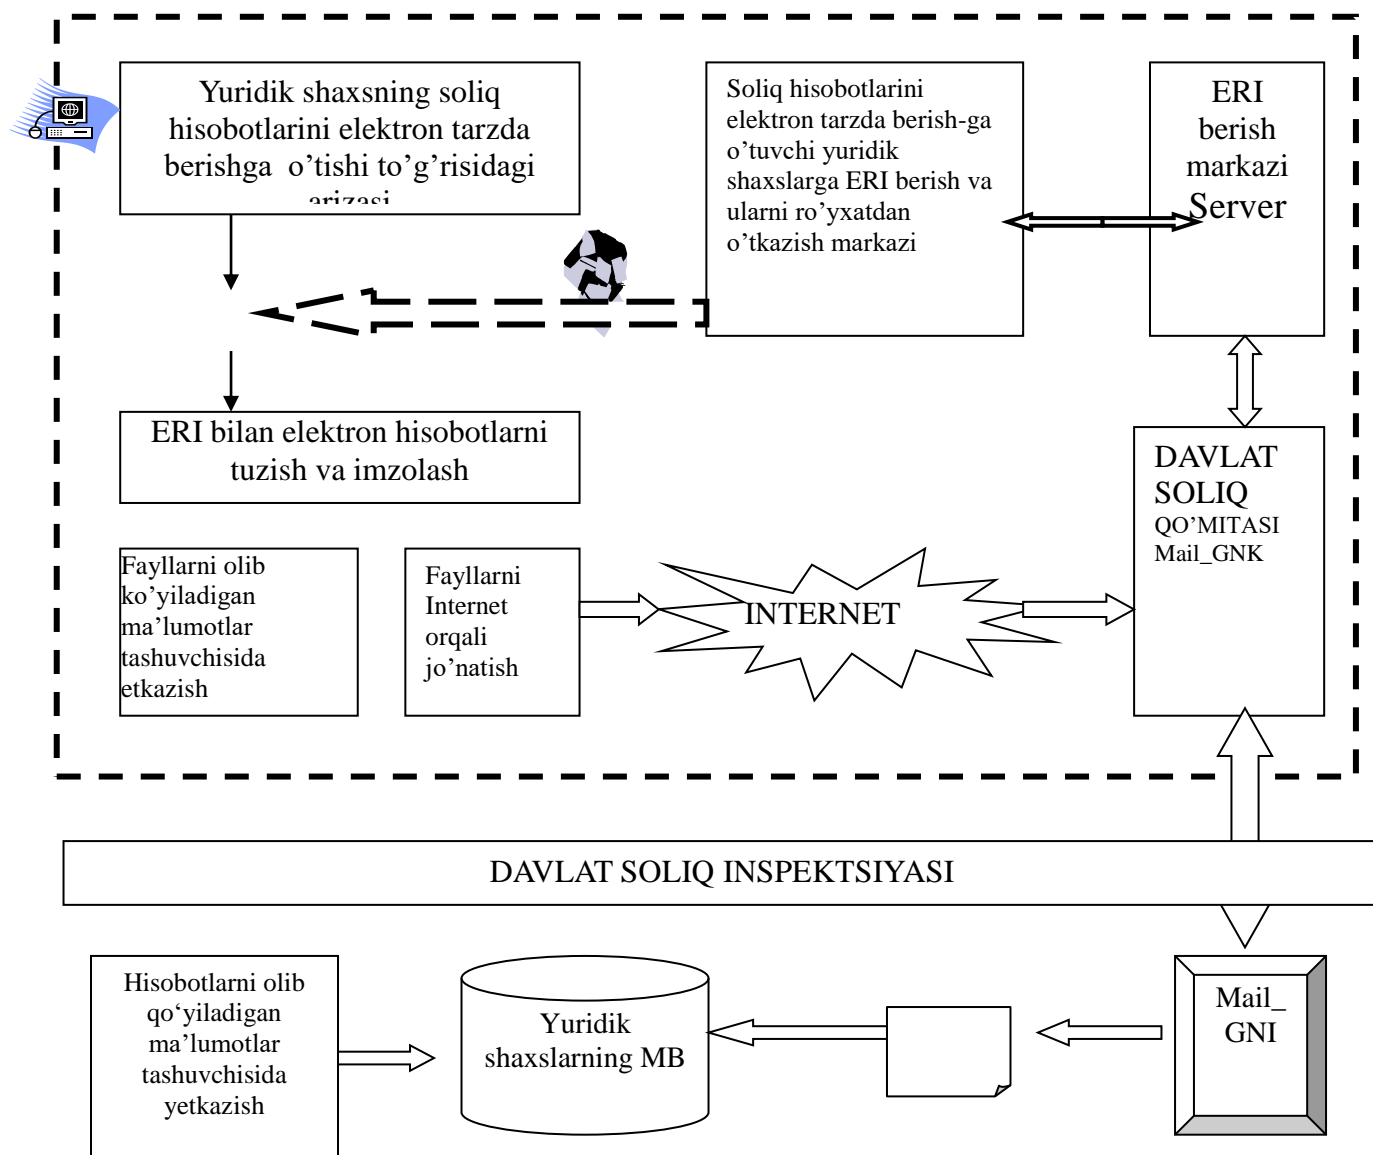 Yuridik shaxsning soliq
hisobotlarini elektron tarzda
berishga o’tishi to’g’risidagi
arizasi
Soliq hisobotlarini
elektron tarzda berish-ga
o’tuvchi yuridik
shaxslarga ERI berish va
ularni ro’yxatdan
o’tkazish markazi
ERI
berish
markazi
Server
ERI bilan elektron hisobotlarni
tuzish va imzolash
DAVLAT
SOLIQ
QO’MITASI
Mail_GNK
Fayllarni olib
ko’yiladigan
ma’lumotlar
tashuvchisida
etkazish
Fayllarni
Internet
orqali
jo’natish
INTERNET
DAVLAT SOLIQ INSPEKTSIYASI
Hisobotlarni olib
qo‘yiladigan
ma’lumotlar
tashuvchisida
yetkazish
Yuridik
shaxslarning MB
Mail_
GNI